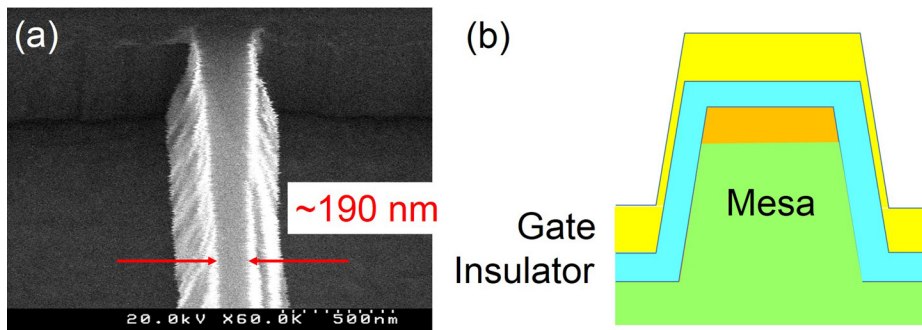 (a)
~190 nm
20.0kV X60.0K 500nm
(b)
Mesa
Gate
Insulator